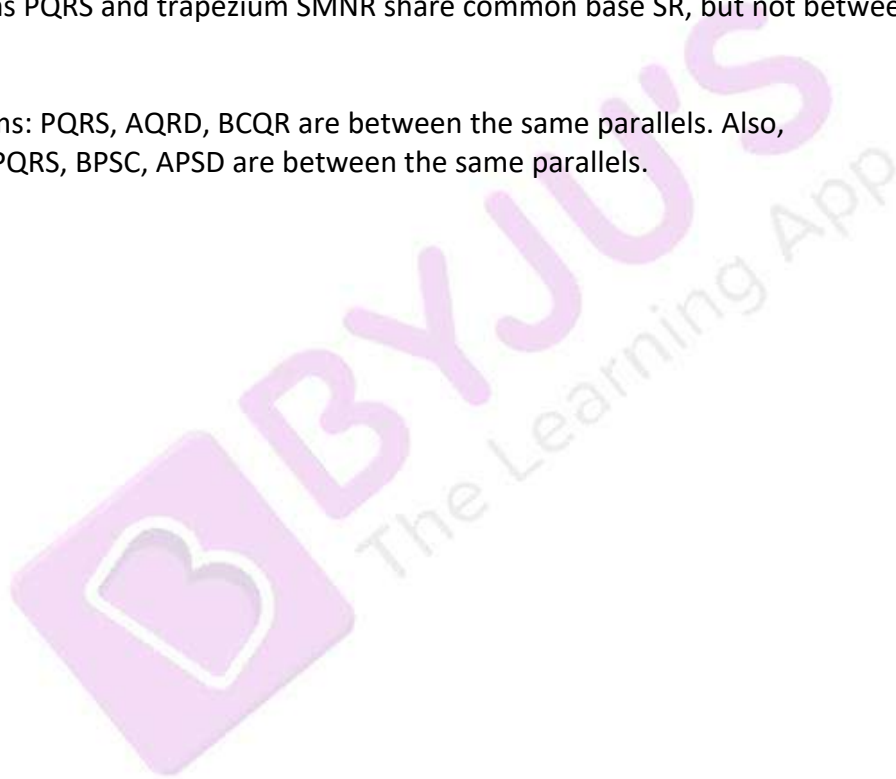 ns PQRS and trapezium SMNR share common base SR, but not betwee
ns: PQRS, AQRD, BCQR are between the same parallels. Also,
PQRS, BPSC, APSD are between the same parallels.
BYJU'S
The Learning App